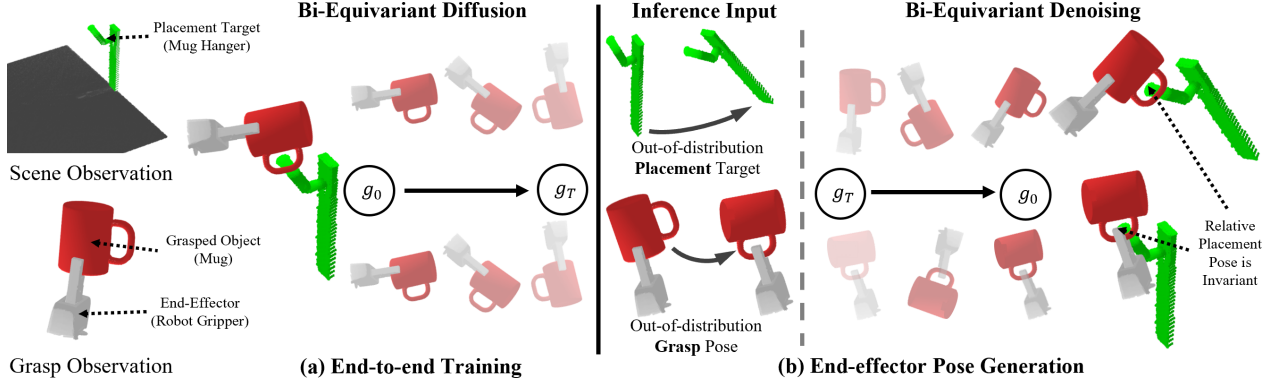 Bi-Equivariant Diffusion
Placement Target
(Mug Hanger)
Scene Observation
Grasped Object
(Mug)
End-Effector
(Robot Gripper)
Grasp Observation
g₀
g_T
(a) End-to-end Training
Inference Input
Out-of-distribution
Placement Target
Out-of-distribution
Grasp Pose
Bi-Equivariant Denoising
g_T
g₀
Relative
Placement
Pose is
Invariant
(b) End-effector Pose Generation